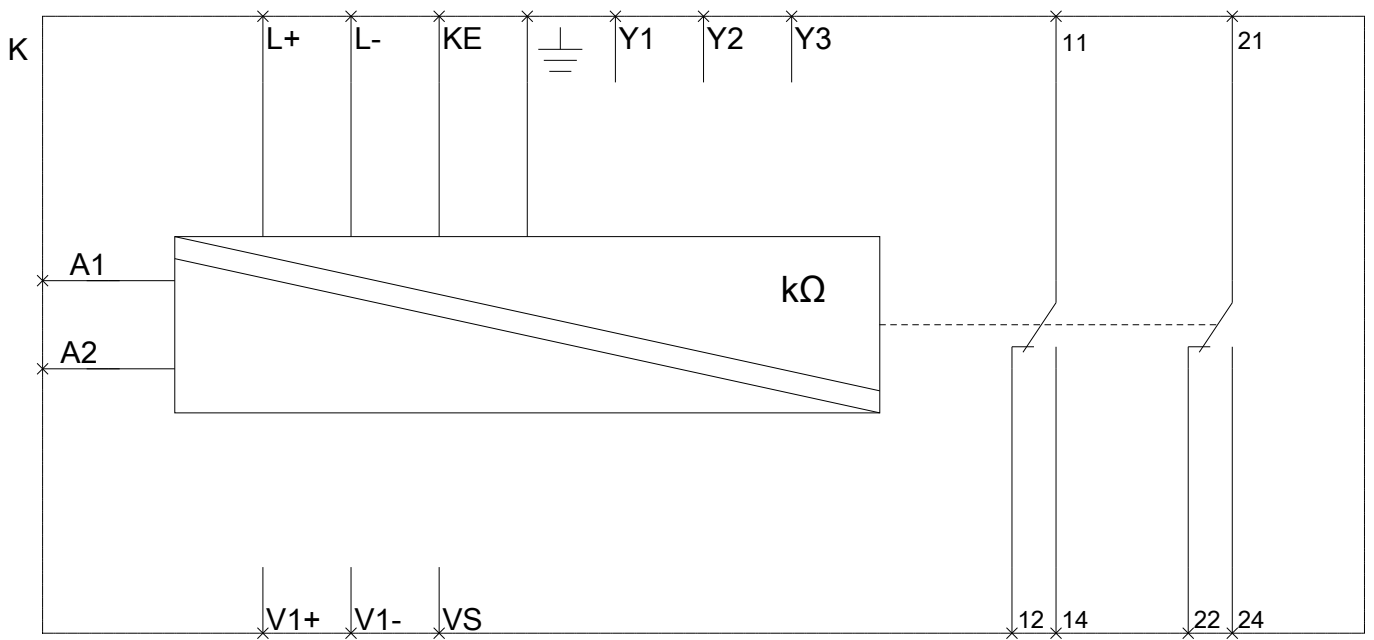 K
L+ L- KE Y1 Y2 Y3 11 21
A1
kΩ
A2
V1+ V1- VS 12 14 22 24